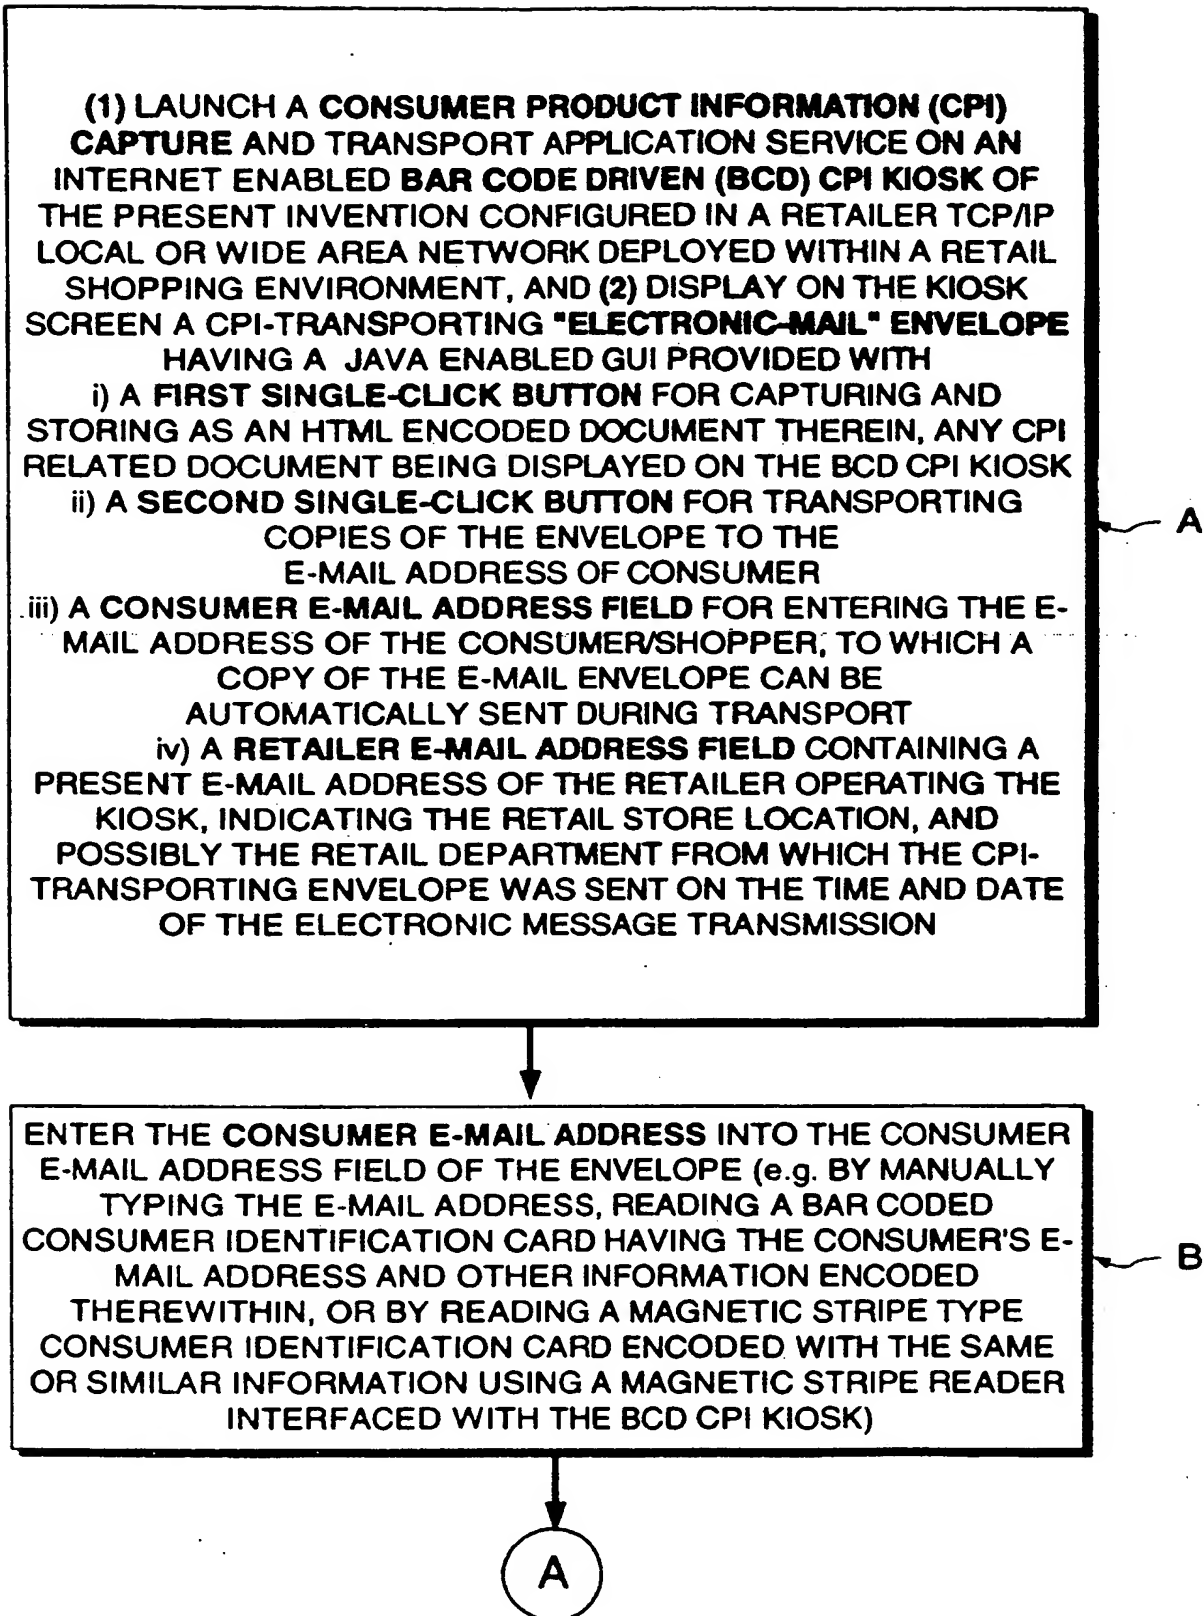 (1) LAUNCH A CONSUMER PRODUCT INFORMATION (CPI)
CAPTURE AND TRANSPORT APPLICATION SERVICE ON AN
INTERNET ENABLED BAR CODE DRIVEN (BCD) CPI KIOSK OF
THE PRESENT INVENTION CONFIGURED IN A RETAILER TCP/IP
LOCAL OR WIDE AREA NETWORK DEPLOYED WITHIN A RETAIL
SHOPPING ENVIRONMENT, AND (2) DISPLAY ON THE KIOSK
SCREEN A CPI-TRANSPORTING "ELECTRONIC-MAIL" ENVELOPE
HAVING A JAVA ENABLED GUI PROVIDED WITH
i) A FIRST SINGLE-CLICK BUTTON FOR CAPTURING AND
STORING AS AN HTML ENCODED DOCUMENT THEREIN, ANY CPI
RELATED DOCUMENT BEING DISPLAYED ON THE BCD CPI KIOSK
ii) A SECOND SINGLE-CLICK BUTTON FOR TRANSPORTING
COPIES OF THE ENVELOPE TO THE
E-MAIL ADDRESS OF CONSUMER
iii) A CONSUMER E-MAIL ADDRESS FIELD FOR ENTERING THE E-
MAIL ADDRESS OF THE CONSUMER/SHOPPER, TO WHICH A
COPY OF THE E-MAIL ENVELOPE CAN BE
AUTOMATICALLY SENT DURING TRANSPORT
iv) A RETAILER E-MAIL ADDRESS FIELD CONTAINING A
PRESENT E-MAIL ADDRESS OF THE RETAILER OPERATING THE
KIOSK, INDICATING THE RETAIL STORE LOCATION, AND
POSSIBLY THE RETAIL DEPARTMENT FROM WHICH THE CPI-
TRANSPORTING ENVELOPE WAS SENT ON THE TIME AND DATE
OF THE ELECTRONIC MESSAGE TRANSMISSION
A
ENTER THE CONSUMER E-MAIL ADDRESS INTO THE CONSUMER
E-MAIL ADDRESS FIELD OF THE ENVELOPE (e.g. BY MANUALLY
TYPING THE E-MAIL ADDRESS, READING A BAR CODED
CONSUMER IDENTIFICATION CARD HAVING THE CONSUMER'S E-
MAIL ADDRESS AND OTHER INFORMATION ENCODED
THEREWITHIN, OR BY READING A MAGNETIC STRIPE TYPE
CONSUMER IDENTIFICATION CARD ENCODED WITH THE SAME
OR SIMILAR INFORMATION USING A MAGNETIC STRIPE READER
INTERFACED WITH THE BCD CPI KIOSK)
B
A